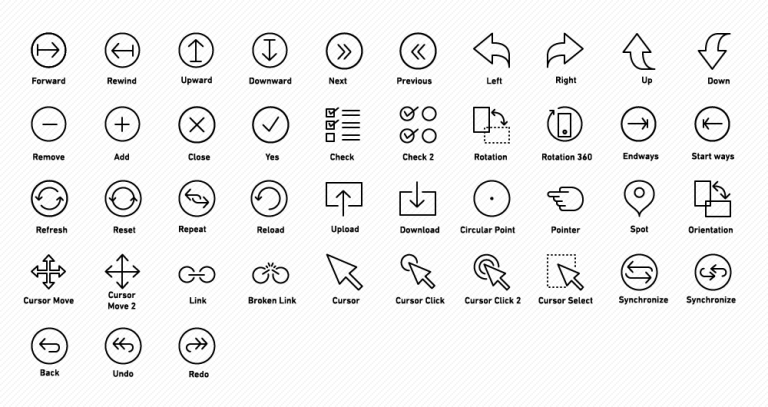 Forward
Rewind
Upward
Downward
Next
Previous
Left
Right
Up
Down
Remove
Add
Close
Yes
Check
Check 2
Rotation
Rotation 360
Endways
Start ways
Refresh
Reset
Repeat
Reload
Upload
Download
Circular Point
Pointer
Spot
Orientation
Cursor Move
Cursor
Move 2
Link
Broken Link
Cursor
Cursor Click
Cursor Click 2
Cursor Select
Synchronize
Synchronize
Back
Undo
Redo